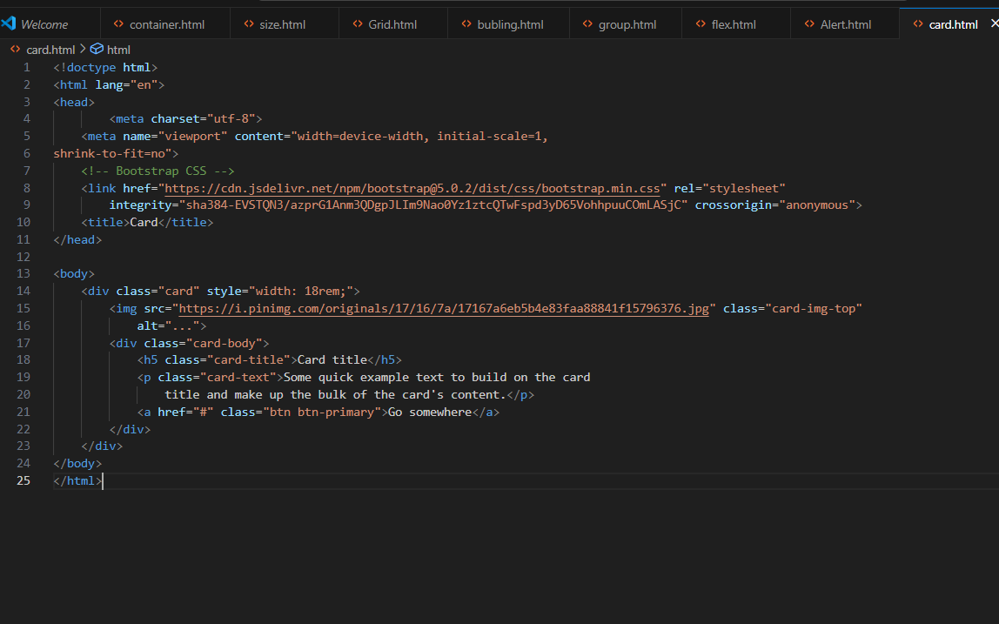 Welcome container.html size.html Grid.html bubling.html group.html flex.html Alert.html card.html
card.html > html
1 <!doctype html>
2 <html lang="en">
3 <head>
4 <meta charset="utf-8">
5 <meta name="viewport" content="width=device-width, initial-scale=1,
6 shrink-to-fit=no">
7 <!-- Bootstrap CSS -->
8 <link href="https://cdn.jsdelivr.net/npm/bootstrap@5.0.2/dist/css/bootstrap.min.css" rel="stylesheet"
9 integrity="sha384-EVSTQN3/azprG1Anm3QDgpJLIm9Nao0Yz1ztcQTwFspd3yD65VohhpuuCOmLASjC" crossorigin="anonymous">
10 <title>Card</title>
11 </head>
12
13 <body>
14 <div class="card" style="width: 18rem;">
15 <img src="https://i.pinimg.com/originals/17/16/7a/17167a6eb5b4e83faa88841f15796376.jpg" class="card-img-top"
16 alt="...">
17 <div class="card-body">
18 <h5 class="card-title">Card title</h5>
19 <p class="card-text">Some quick example text to build on the card
20 title and make up the bulk of the card's content.</p>
21 <a href="#" class="btn btn-primary">Go somewhere</a>
22 </div>
23 </div>
24 </body>
25 </html>